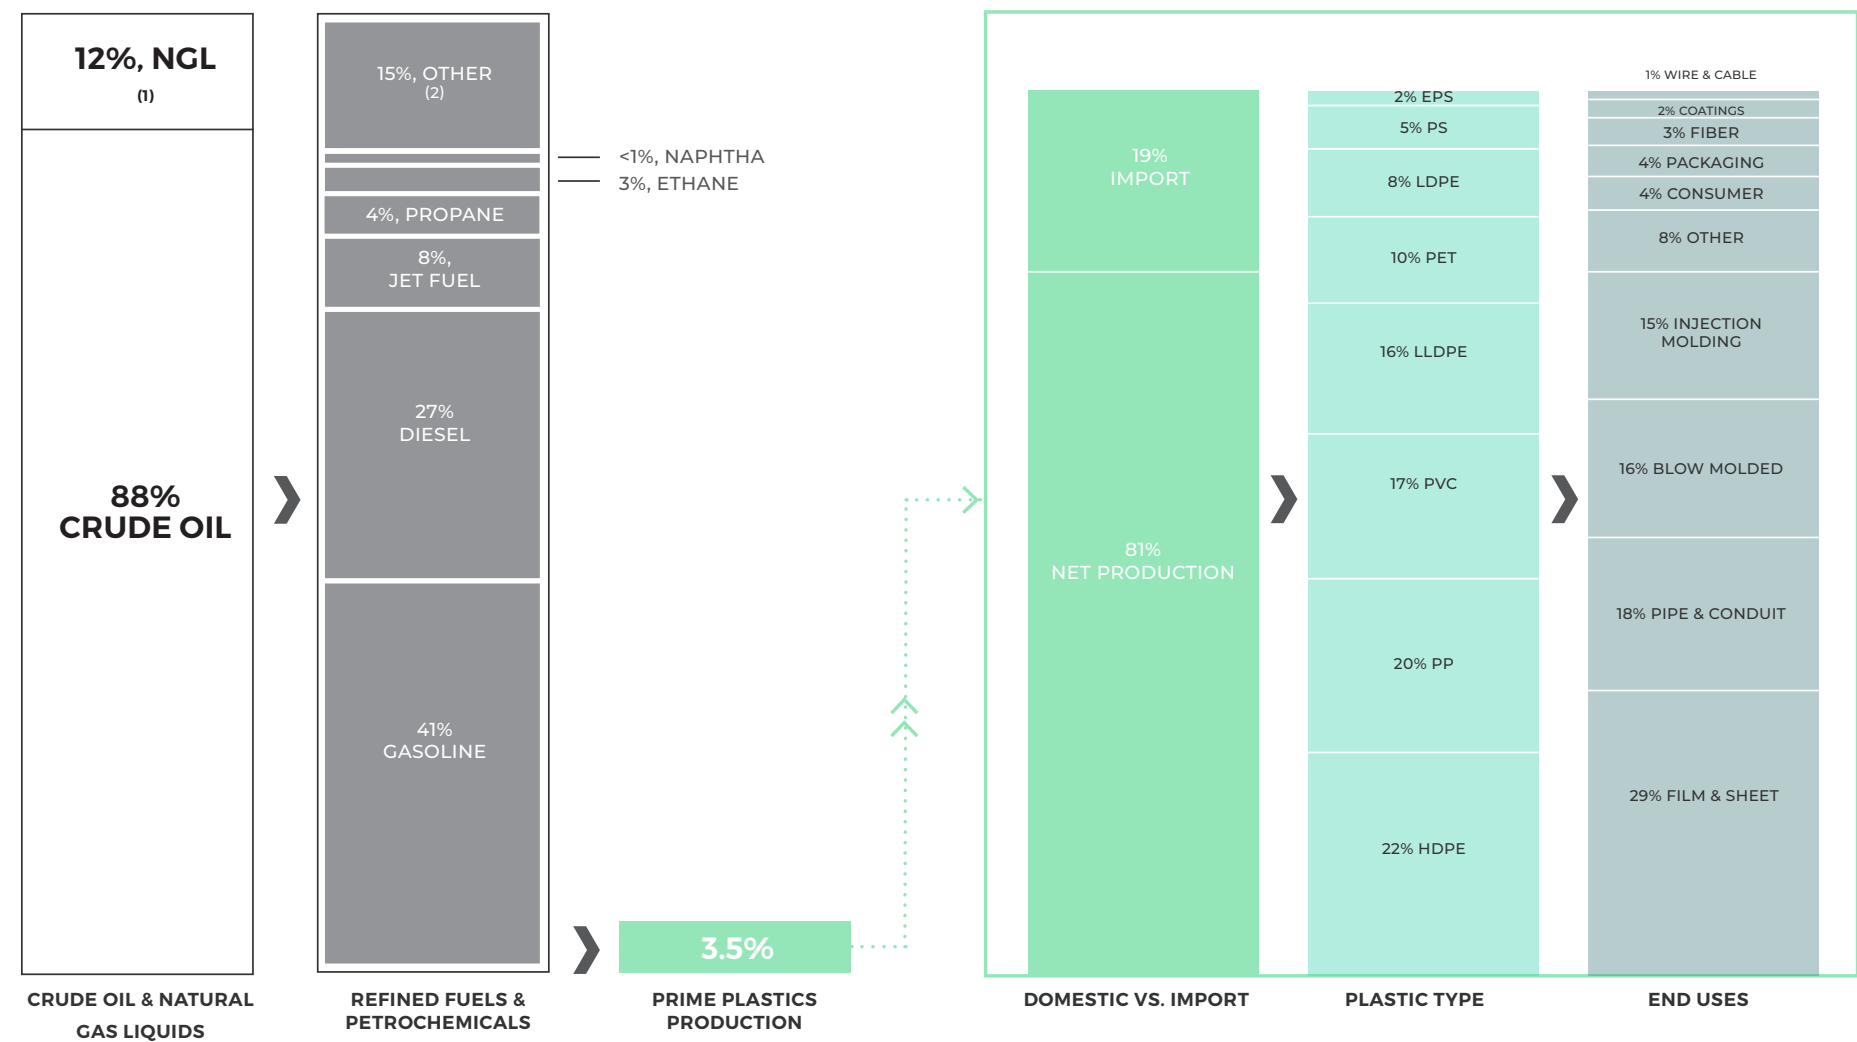 12%, NGL
(1)
88%
CRUDE OIL
CRUDE OIL & NATURAL
GAS LIQUIDS
15%, OTHER
(2)
<1%, NAPHTHA
3%, ETHANE
4%, PROPANE
8%,
JET FUEL
27%
DIESEL
41%
GASOLINE
REFINED FUELS &
PETROCHEMICALS
3.5%
PRIME PLASTICS
PRODUCTION
19%
IMPORT
81%
NET PRODUCTION
DOMESTIC VS. IMPORT
2% EPS
5% PS
8% LDPE
10% PET
16% LLDPE
17% PVC
20% PP
22% HDPE
PLASTIC TYPE
1% WIRE & CABLE
2% COATINGS
3% FIBER
4% PACKAGING
4% CONSUMER
8% OTHER
15% INJECTION
MOLDING
16% BLOW MOLDED
18% PIPE & CONDUIT
29% FILM & SHEET
END USES